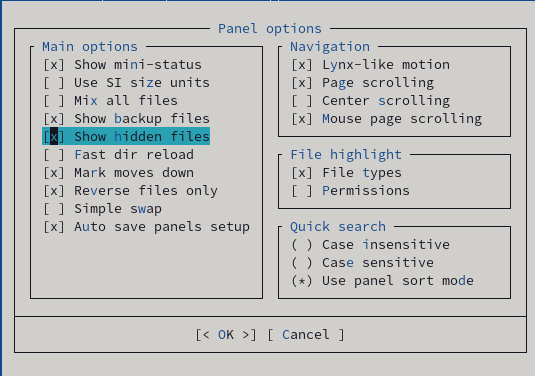 Panel options
Main options
[x] Show mini-status
[ ] Use SI size units
[ ] Mix all files
[x] Show backup files
[x] Show hidden files
[ ] Fast dir reload
[x] Mark moves down
[x] Reverse files only
[ ] Simple swap
[x] Auto save panels setup
Navigation
[x] Lynx-like motion
[x] Page scrolling
[ ] Center scrolling
[x] Mouse page scrolling
File highlight
[x] File types
[ ] Permissions
Quick search
( ) Case insensitive
( ) Case sensitive
(*) Use panel sort mode
[< OK >] [ Cancel ]